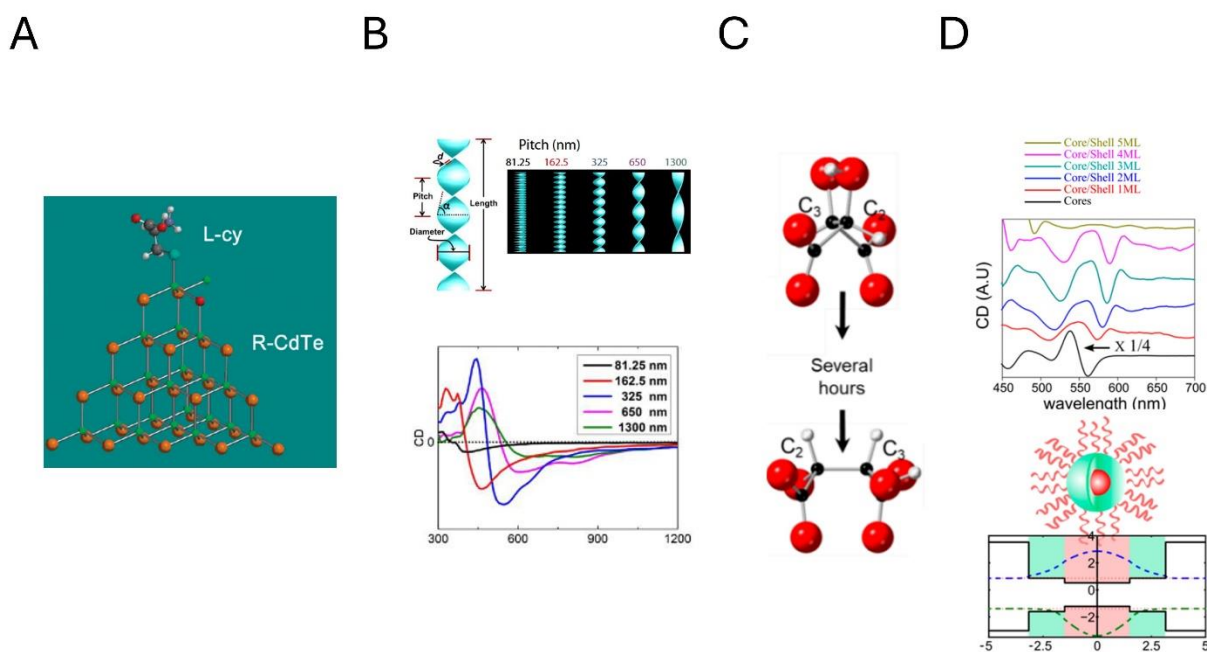 A
B
C
D
L-cy
R-CdTe
d
Pitch
α
Diameter
Length
Pitch (nm)
81.25 162.5 325 650 1300
CD
0
81.25 nm
162.5 nm
325 nm
650 nm
1300 nm
300 600 900 1200
C3 C2
Several
hours
C2 C3
Core/Shell 5ML
Core/Shell 4ML
Core/Shell 2ML
Core/Shell 2ML
Core/Shell 1ML
Cores
CD (A.U)
X 1/4
450 500 550 600 650 700
wavelength (nm)
4
2
0
-2
-5 -2.5 0 2.5 5